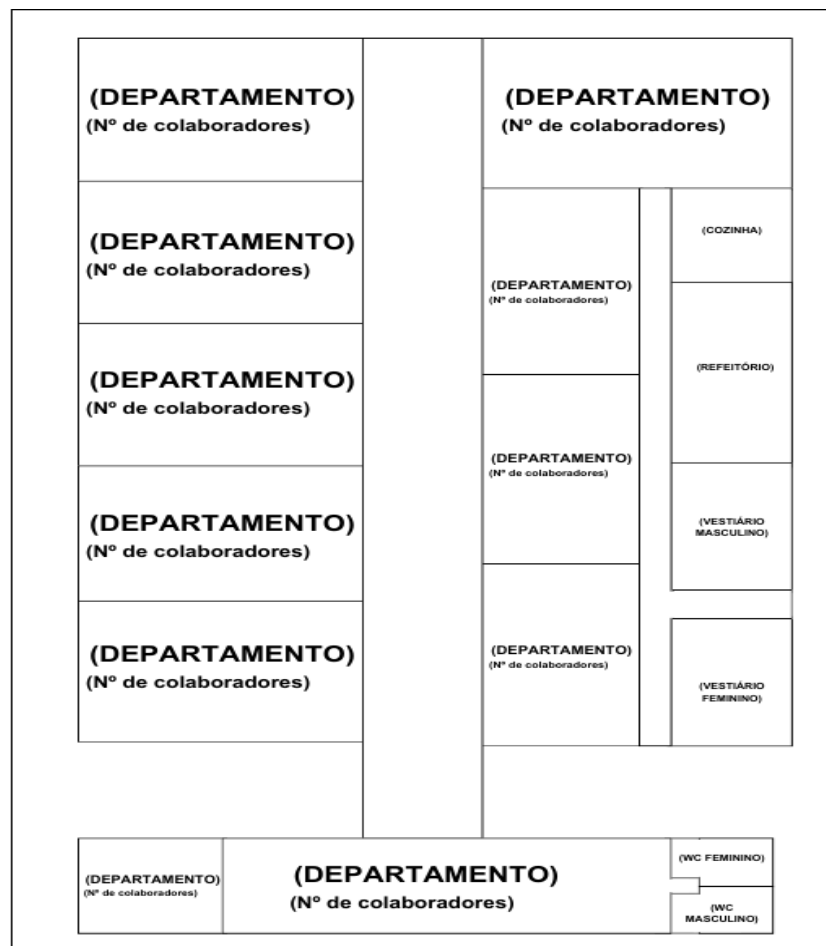 (DEPARTAMENTO)
(Nº de colaboradores)
(DEPARTAMENTO)
(Nº de colaboradores)
(DEPARTAMENTO)
(Nº de colaboradores)
(DEPARTAMENTO)
(Nº de colaboradores)
(DEPARTAMENTO)
(Nº de colaboradores)
(DEPARTAMENTO)
(Nº de colaboradores)
(DEPARTAMENTO)
(Nº de colaboradores)
(DEPARTAMENTO)
(Nº de colaboradores)
(DEPARTAMENTO)
(Nº de colaboradores)
(COZINHA)
(REFEITÓRIO)
(VESTIÁRIO
MASCULINO)
(VESTIÁRIO
FEMININO)
(DEPARTAMENTO)
(Nº de colaboradores)
(DEPARTAMENTO)
(Nº de colaboradores)
(WC FEMININO)
(WC
MASCULINO)